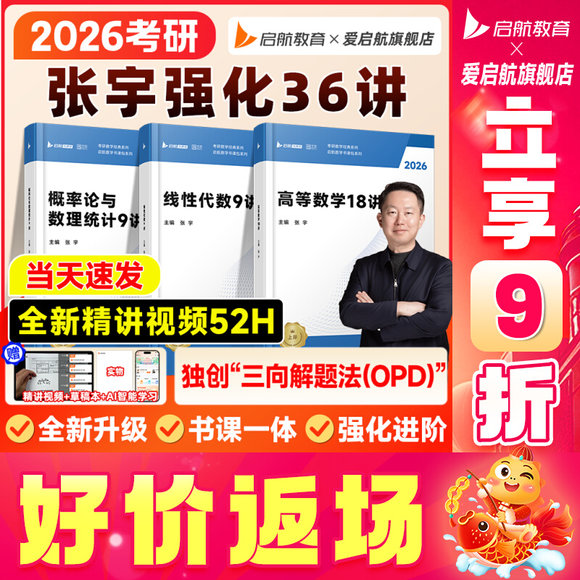 2026考研
启航教育 × 爱启航旗舰店
启航教育
×
爱启航旗舰店
张宇强化36讲
立享9折
概率论与
数理统计9讲
主编 张宇
线性代数9讲
主编 张宇
2026
高等数学18讲
主编 张宇
当天速发
全新精讲视频52H
赠
实物
精讲视频+草稿本+AI智能学习
独创“三向解题法(OPD)”
全新升级
书课一体
强化进阶
好价返场